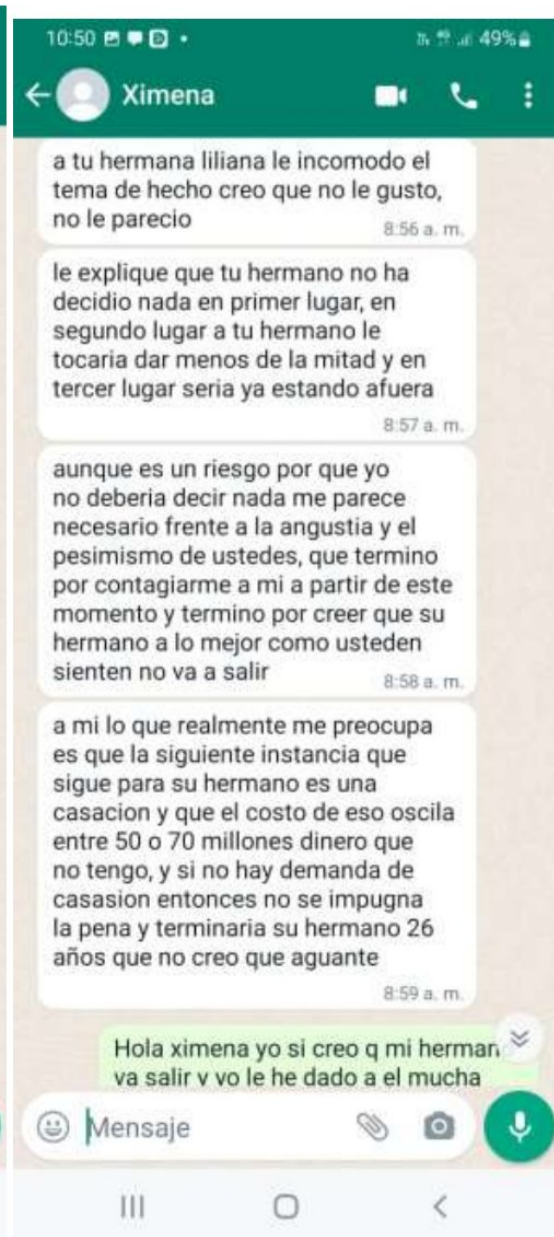 10:50
49%
Ximena
a tu hermana liliana le incomodo el
tema de hecho creo que no le gusto,
no le parecio
8:56 a. m.
le explique que tu hermano no ha
decidio nada en primer lugar, en
segundo lugar a tu hermano le
tocaria dar menos de la mitad y en
tercer lugar seria ya estando afuera
8:57 a. m.
aunque es un riesgo por que yo
no deberia decir nada me parece
necesario frente a la angustia y el
pesimismo de ustedes, que termino
por contagiarme a mi a partir de este
momento y termino por creer que su
hermano a lo mejor como usteden
sienten no va a salir
8:58 a. m.
a mi lo que realmente me preocupa
es que la siguiente instancia que
sigue para su hermano es una
casacion y que el costo de eso oscila
entre 50 o 70 millones dinero que
no tengo, y si no hay demanda de
casasion entonces no se impugna
la pena y terminaria su hermano 26
años que no creo que aguante
8:59 a. m.
Hola ximena yo si creo q mi herman
va salir y yo le he dado a el mucha
Mensaje